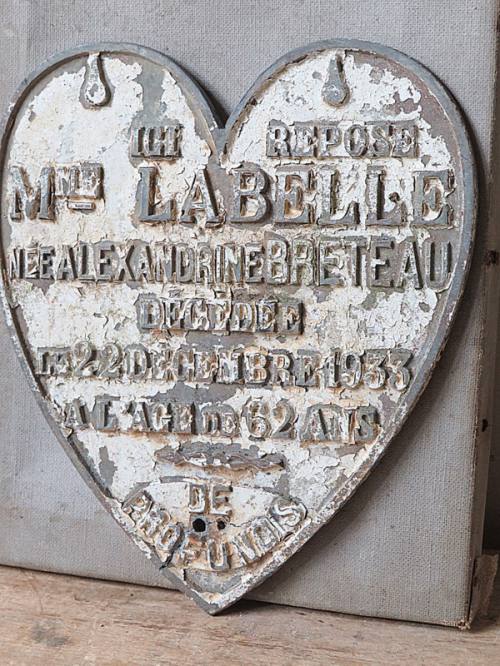 ICI REPOSE
MME LABELLE
NÉE ALEXANDRINE BRETEAU
DÉCÉDÉE
LE 22 DÉCEMBRE 1933
A L'AGE DE 62 ANS
DE
PROFUNDIS